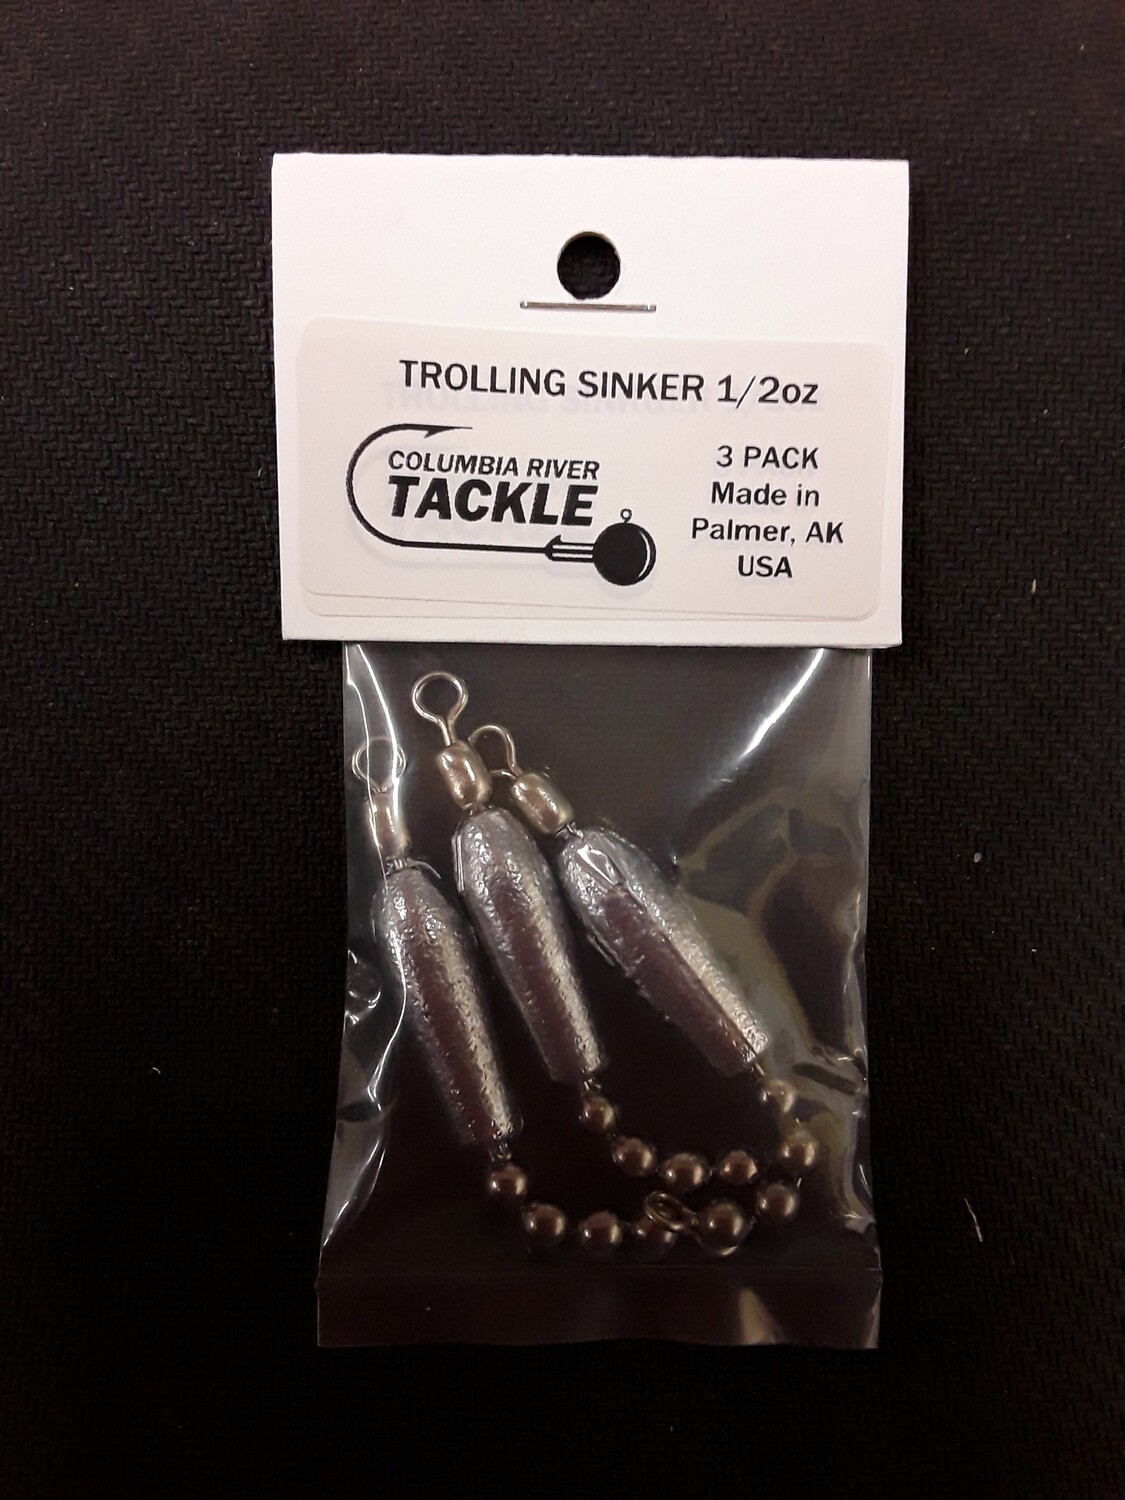 TROLLING SINKER 1/2oz
COLUMBIA RIVER
TACKLE
3 PACK
Made in
Palmer, AK
USA